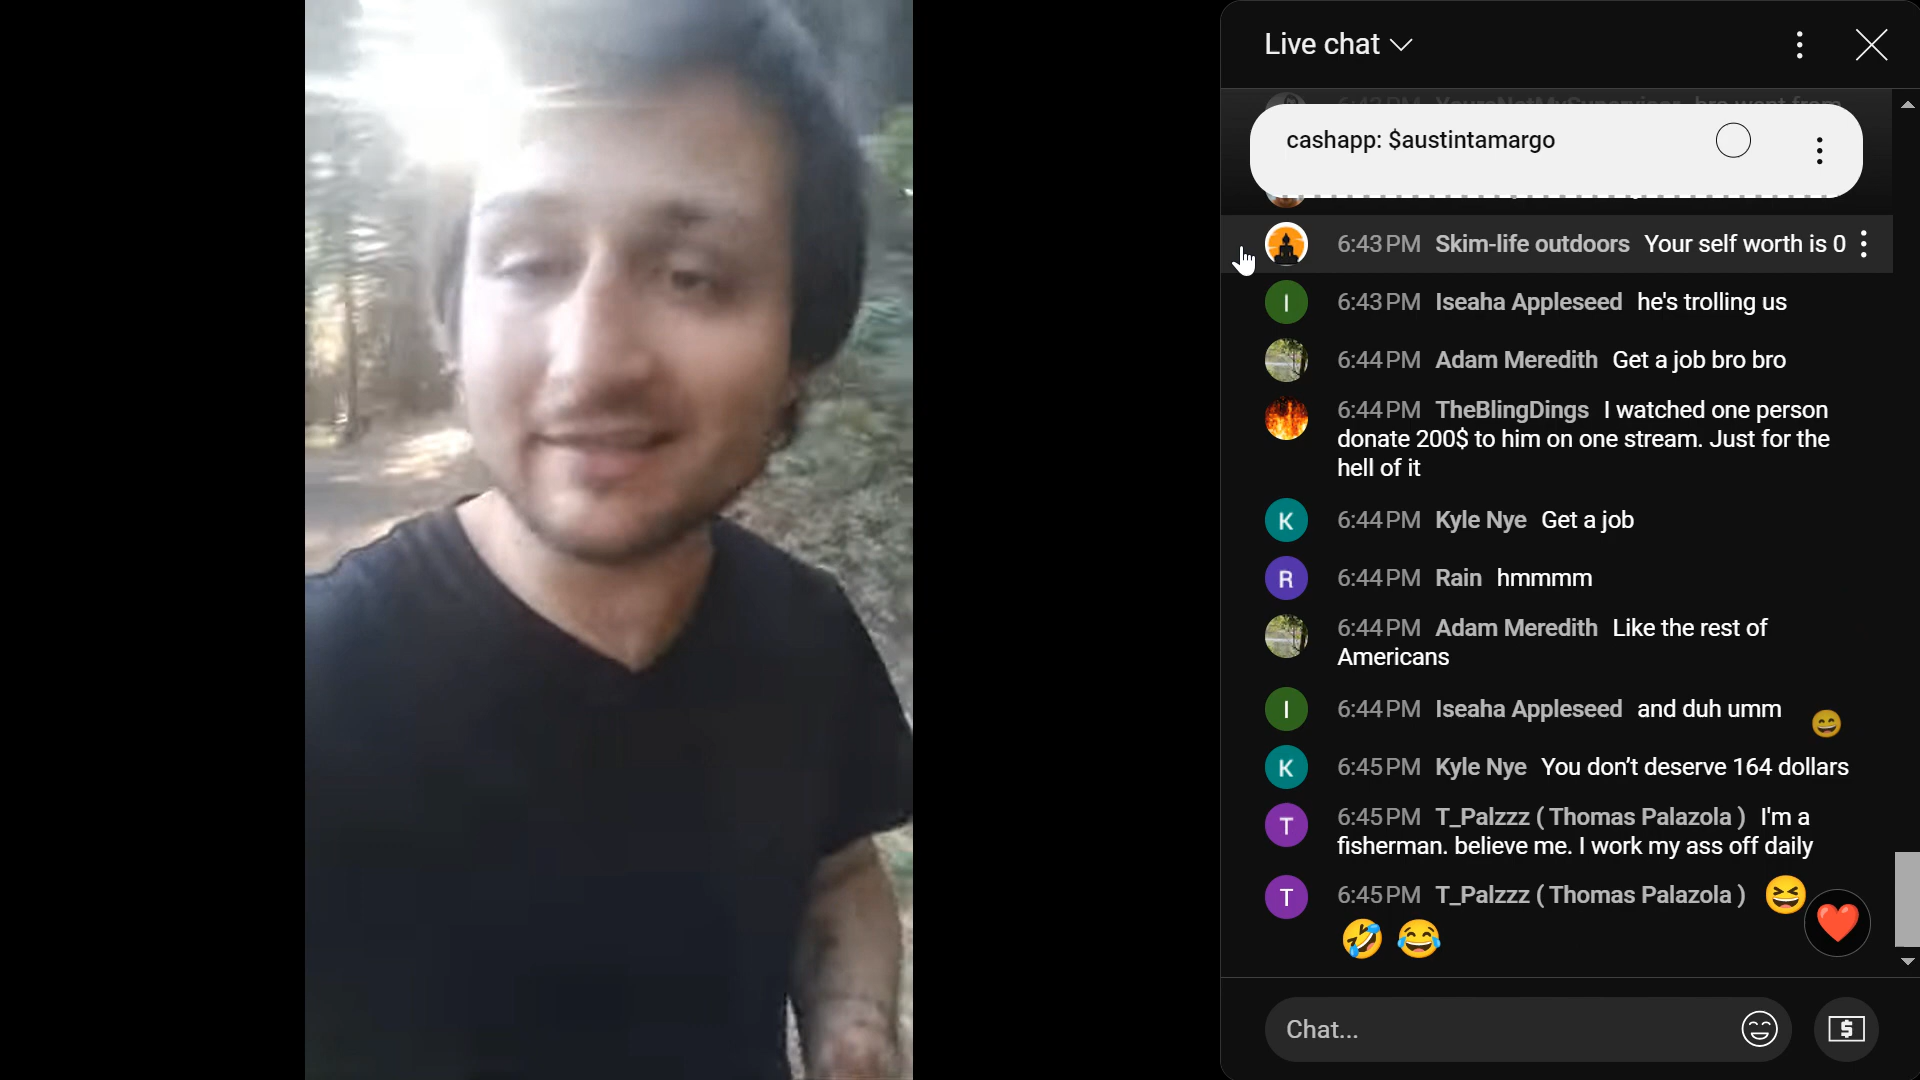 Live chat
cashapp: $austintamargo
6:43 PM Skim-life outdoors Your self worth is 0
I 6:43 PM Iseaha Appleseed he's trolling us
6:44 PM Adam Meredith Get a job bro bro
6:44 PM TheBlingDings I watched one person
donate 200$ to him on one stream. Just for the
hell of it
K 6:44 PM Kyle Nye Get a job
R 6:44 PM Rain hmmmm
6:44 PM Adam Meredith Like the rest of
Americans
I 6:44 PM Iseaha Appleseed and duh umm
K 6:45 PM Kyle Nye You don’t deserve 164 dollars
T 6:45 PM T_Palzzz ( Thomas Palazola ) I'm a
fisherman. believe me. I work my ass off daily
T 6:45 PM T_Palzzz ( Thomas Palazola ) 😆
🤣 😂
Chat...
$